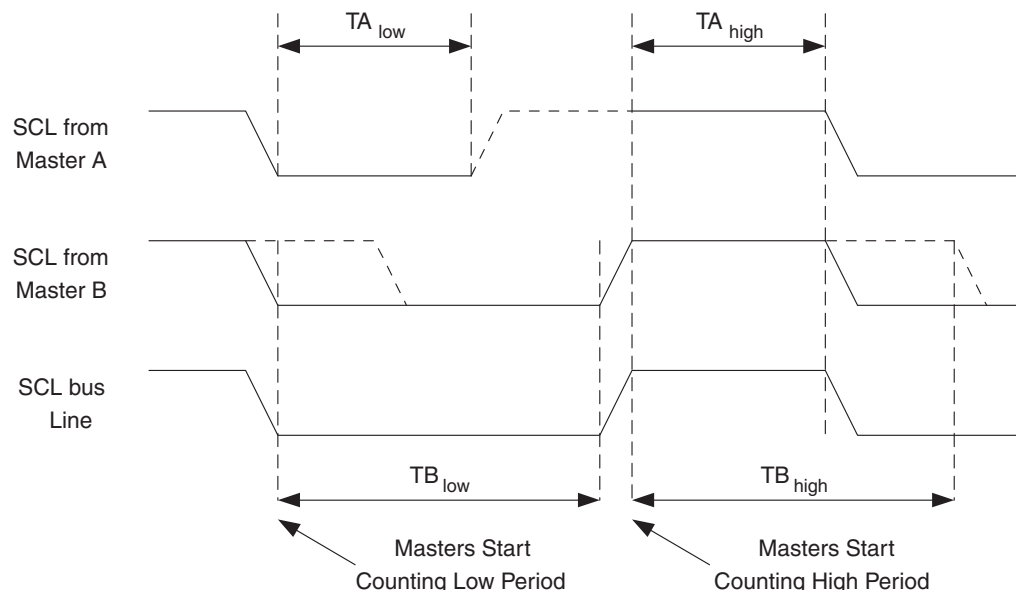 TA low
TA high
SCL from
Master A
SCL from
Master B
SCL bus
Line
TB low
TB high
Masters Start
Counting Low Period
Masters Start
Counting High Period